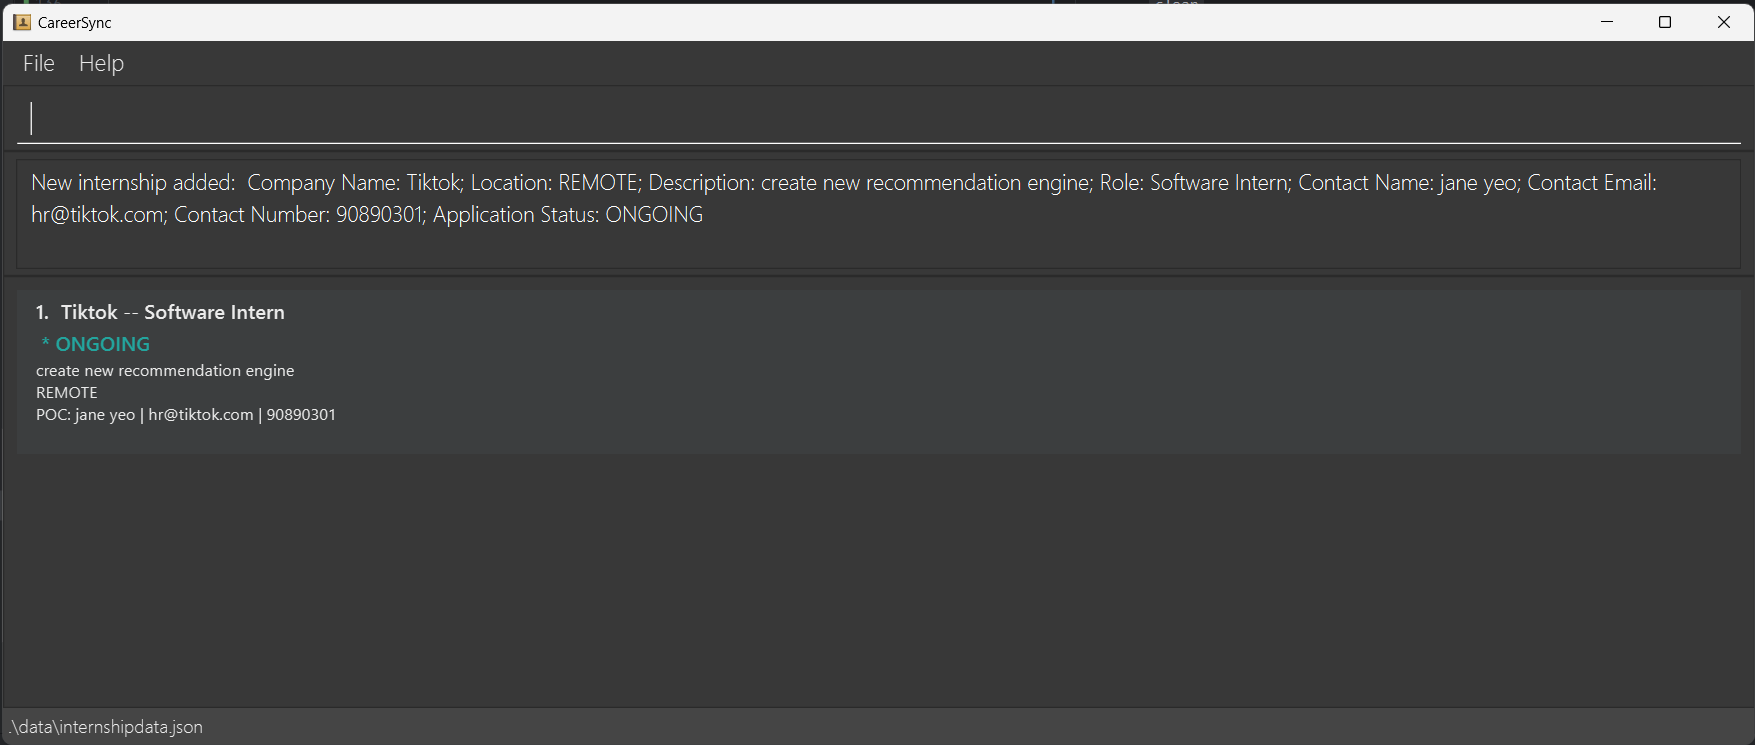 CareerSync
File Help
New internship added:  Company Name: Tiktok; Location: REMOTE; Description: create new recommendation engine; Role: Software Intern; Contact Name: jane yeo; Contact Email:
hr@tiktok.com; Contact Number: 90890301; Application Status: ONGOING
1. Tiktok -- Software Intern
* ONGOING
create new recommendation engine
REMOTE
POC: jane yeo | hr@tiktok.com | 90890301
.\data\internshipdata.json